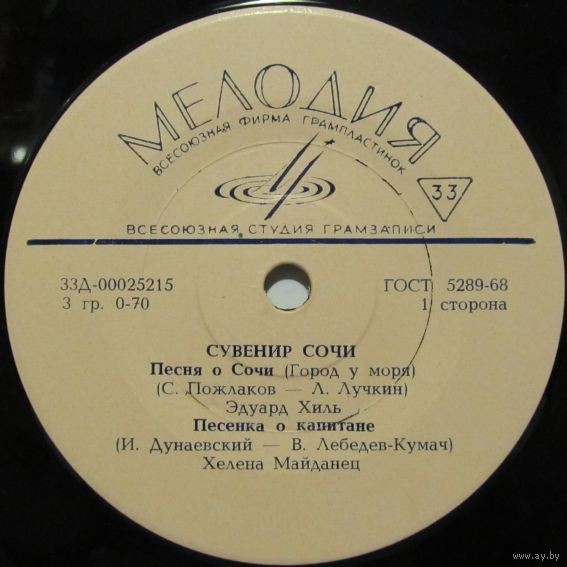 МЕЛОДИЯ
ВСЕСОЮЗНАЯ ФИРМА ГРАМПЛАСТИНОК
33
ВСЕСОЮЗНАЯ СТУДИЯ ГРАМЗАПИСИ
33Д-00025215 ГОСТ 5289-68
3 гр. 0-70 1 сторона
СУВЕНИР СОЧИ
Песня о Сочи (Город у моря)
(С. Пожлаков — Л. Лучкин)
Эдуард Хиль
Песенка о капитане
(И. Дунаевский — В. Лебедев-Кумач)
Хелена Майданец
www.ay.by